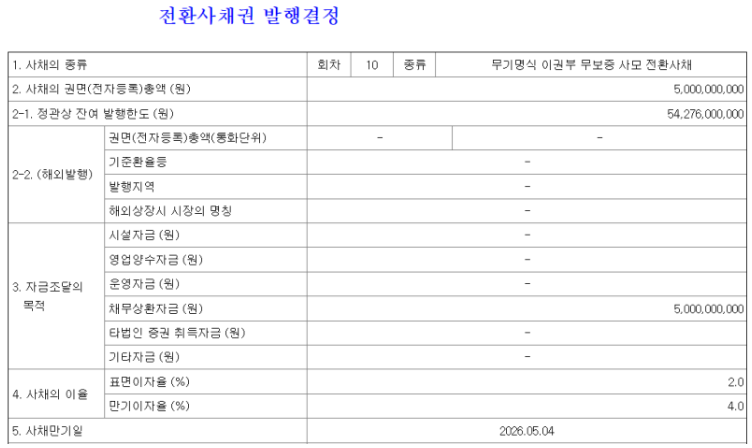 전환사채권 발행결정
1. 사채의 종류 회차 10 종류 무기명식 이권부 무보증 사모 전환사채
2. 사채의 권면(전자등록)총액 (원) 5,000,000,000
2-1. 정관상 잔여 발행한도 (원) 54,276,000,000
2-2. (해외발행) 권면(전자등록)총액(통화단위) - -
기준환율등 -
발행지역 -
해외상장시 시장의 명칭 -
3. 자금조달의 목적 시설자금 (원) -
영업양수자금 (원) -
운영자금 (원) -
채무상환자금 (원) 5,000,000,000
타법인 증권 취득자금 (원) -
기타자금 (원) -
4. 사채의 이율 표면이자율 (%) 2.0
만기이자율 (%) 4.0
5. 사채만기일 2026.05.04